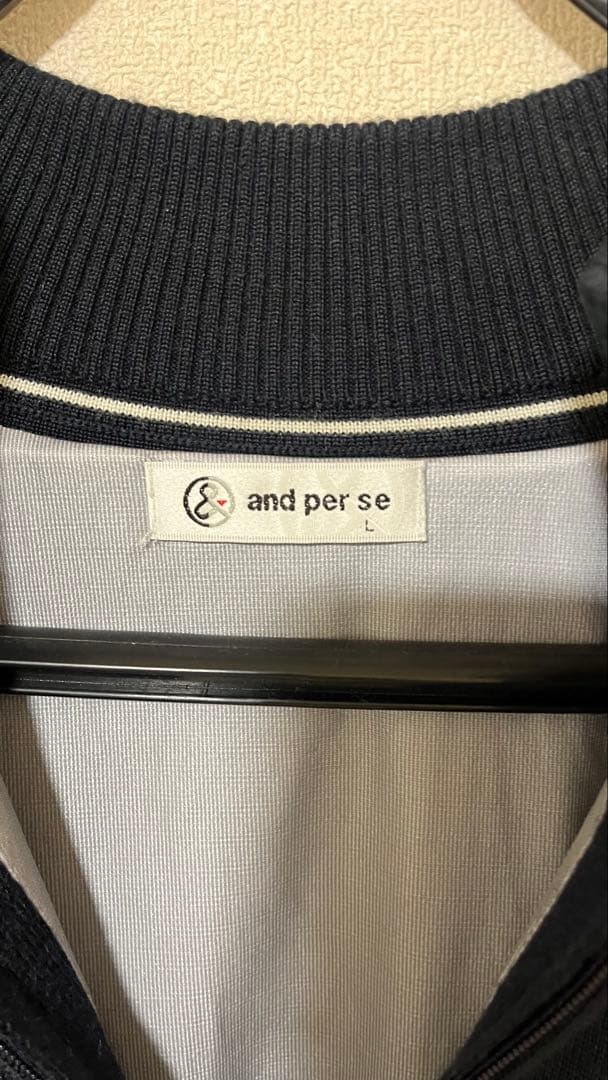 & and per se
L